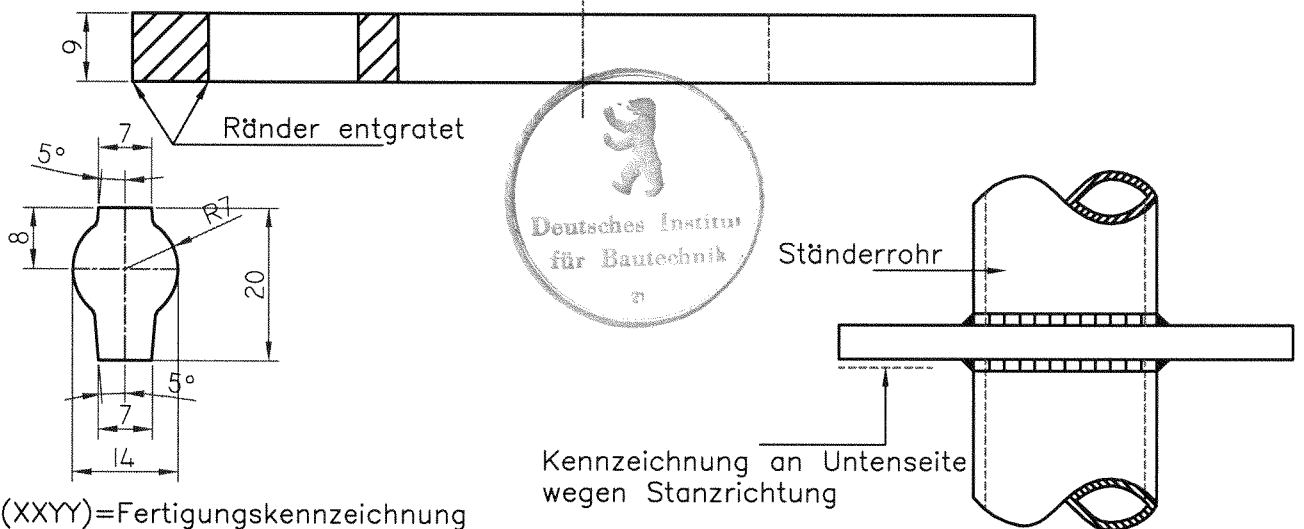 9
Ränder entgratet
7
5°
R7
8
20
5°
7
14
(XXYY)=Fertigungskennzeichnung
Deutsches Institut
für Bautechnik
Ständerrohr
Kennzeichnung an Untenseite
wegen Stanzrichtung